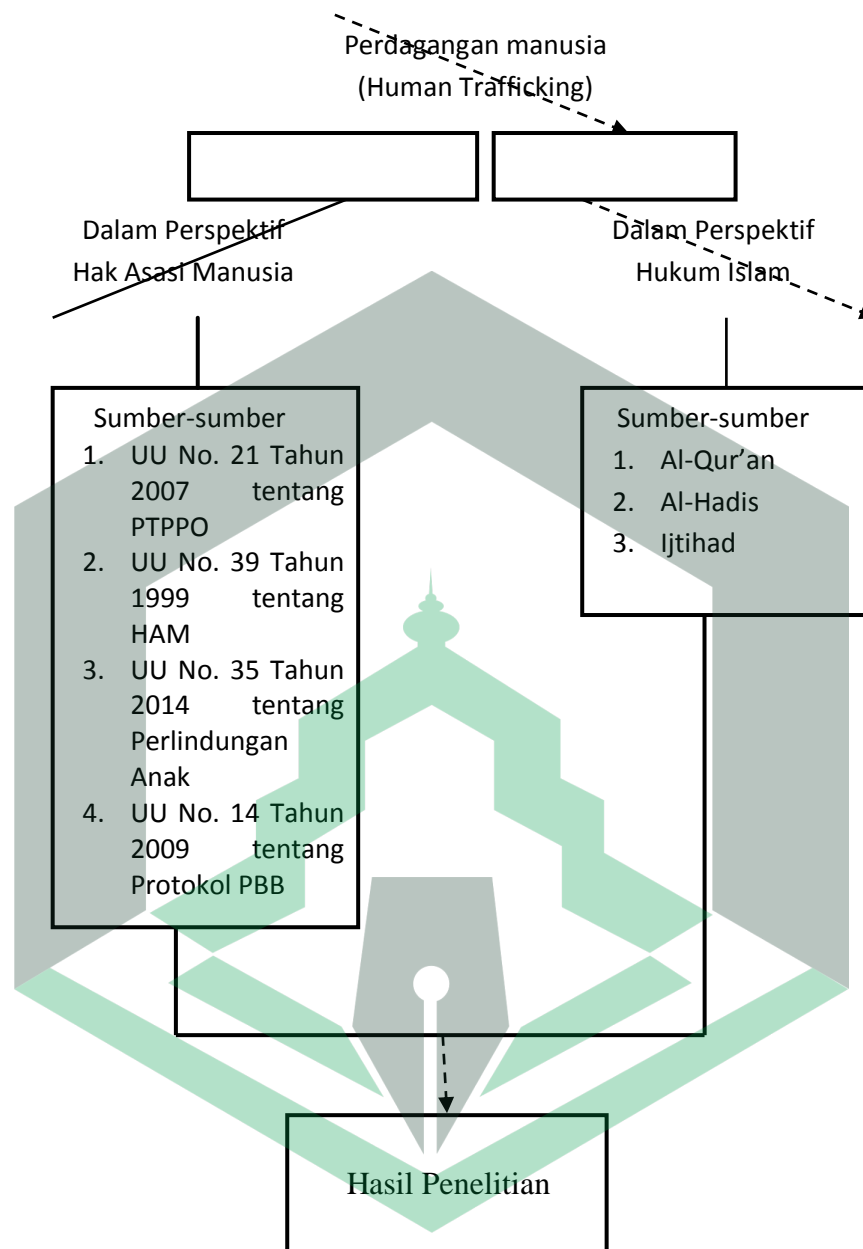 Perdagangan manusia
(Human Trafficking)
Dalam Perspektif
Hak Asasi Manusia
Dalam Perspektif
Hukum Islam
Sumber-sumber
1. UU No. 21 Tahun
2007 tentang
PTPPO
2. UU No. 39 Tahun
1999 tentang
HAM
3. UU No. 35 Tahun
2014 tentang
Perlindungan
Anak
4. UU No. 14 Tahun
2009 tentang
Protokol PBB
Sumber-sumber
1. Al-Qur’an
2. Al-Hadis
3. Ijtihad
Hasil Penelitian